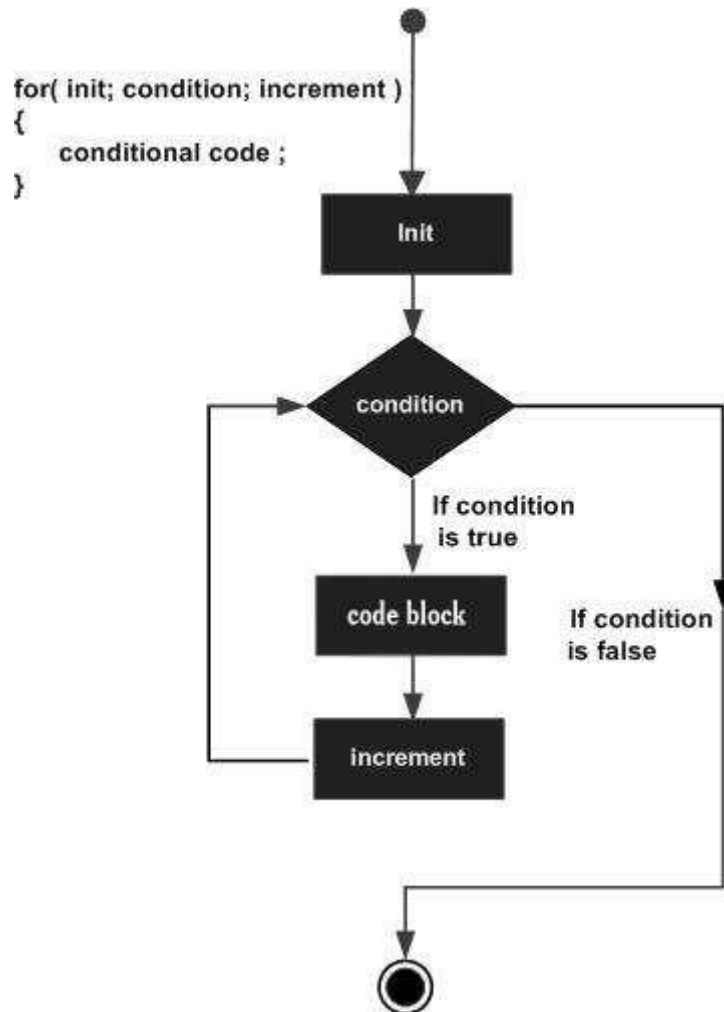 for( init; condition; increment )
{
conditional code ;
}
Init
condition
If condition
is true
code block
If condition
is false
increment